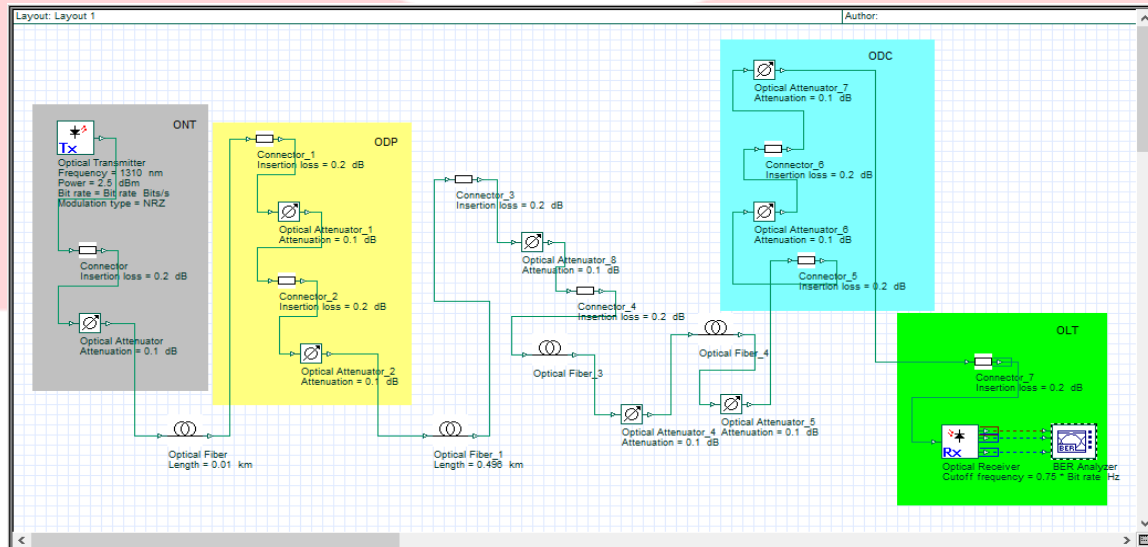 Layout: Layout 1
Author:
ONT
Tx
Optical Transmitter
Frequency = 1310 nm
Power = 2.5 dBm
Bit rate = Bit rate Bits/s
Modulation type = NRZ
Connector
Insertion loss = 0.2 dB
Optical Attenuator
Attenuation = 0.1 dB
Optical Fiber
Length = 0.01 km
ODP
Connector_1
Insertion loss = 0.2 dB
Optical Attenuator_1
Attenuation = 0.1 dB
Connector_2
Insertion loss = 0.2 dB
Optical Attenuator_2
Attenuation = 0.1 dB
Optical Fiber_1
Length = 0.496 km
Connector_3
Insertion loss = 0.2 dB
Optical Attenuator_8
Attenuation = 0.1 dB
Connector_4
Insertion loss = 0.2 dB
Optical Fiber_3
Optical Attenuator_4
Attenuation = 0.1 dB
Optical Fiber_4
Optical Attenuator_5
Attenuation = 0.1 dB
ODC
Optical Attenuator_7
Attenuation = 0.1 dB
Connector_6
Insertion loss = 0.2 dB
Optical Attenuator_6
Attenuation = 0.1 dB
Connector_5
Insertion loss = 0.2 dB
OLT
Connector_7
Insertion loss = 0.2 dB
Rx
Optical Receiver
Cutoff frequency = 0.75 * Bit rate Hz
BER
BER Analyzer